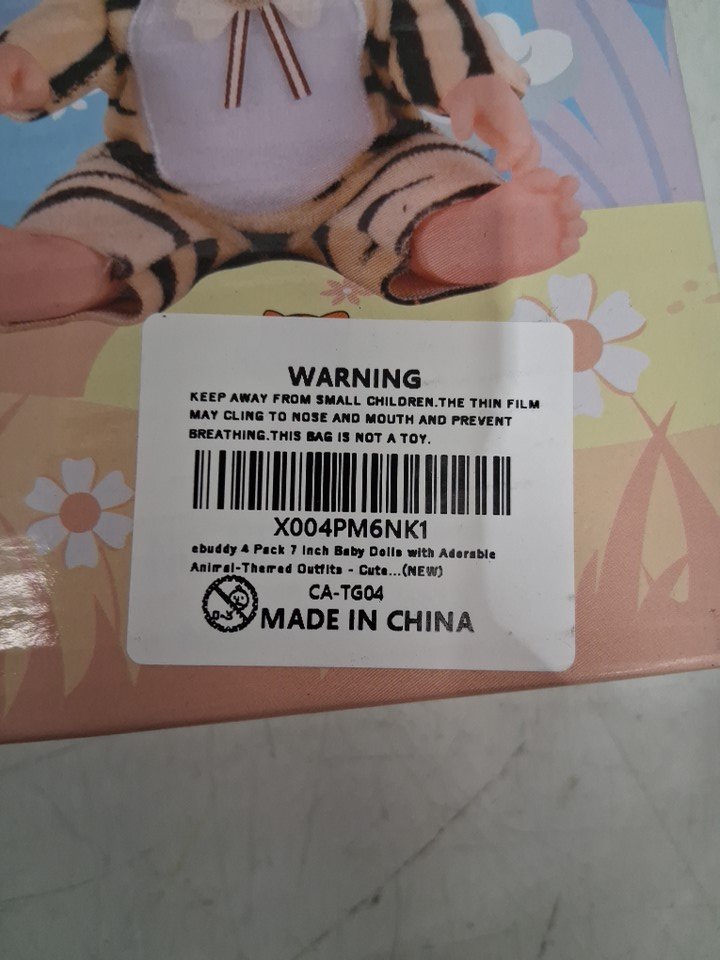 WARNING
KEEP AWAY FROM SMALL CHILDREN.THE THIN FILM
MAY CLING TO NOSE AND MOUTH AND PREVENT
BREATHING.THIS BAG IS NOT A TOY.
X004PM6NK1
ebuddy 4 Pack 7 Inch Baby Dolls with Adorable
Animal-Themed Outfits - Cute...(NEW)
CA-TG04
0-3
MADE IN CHINA